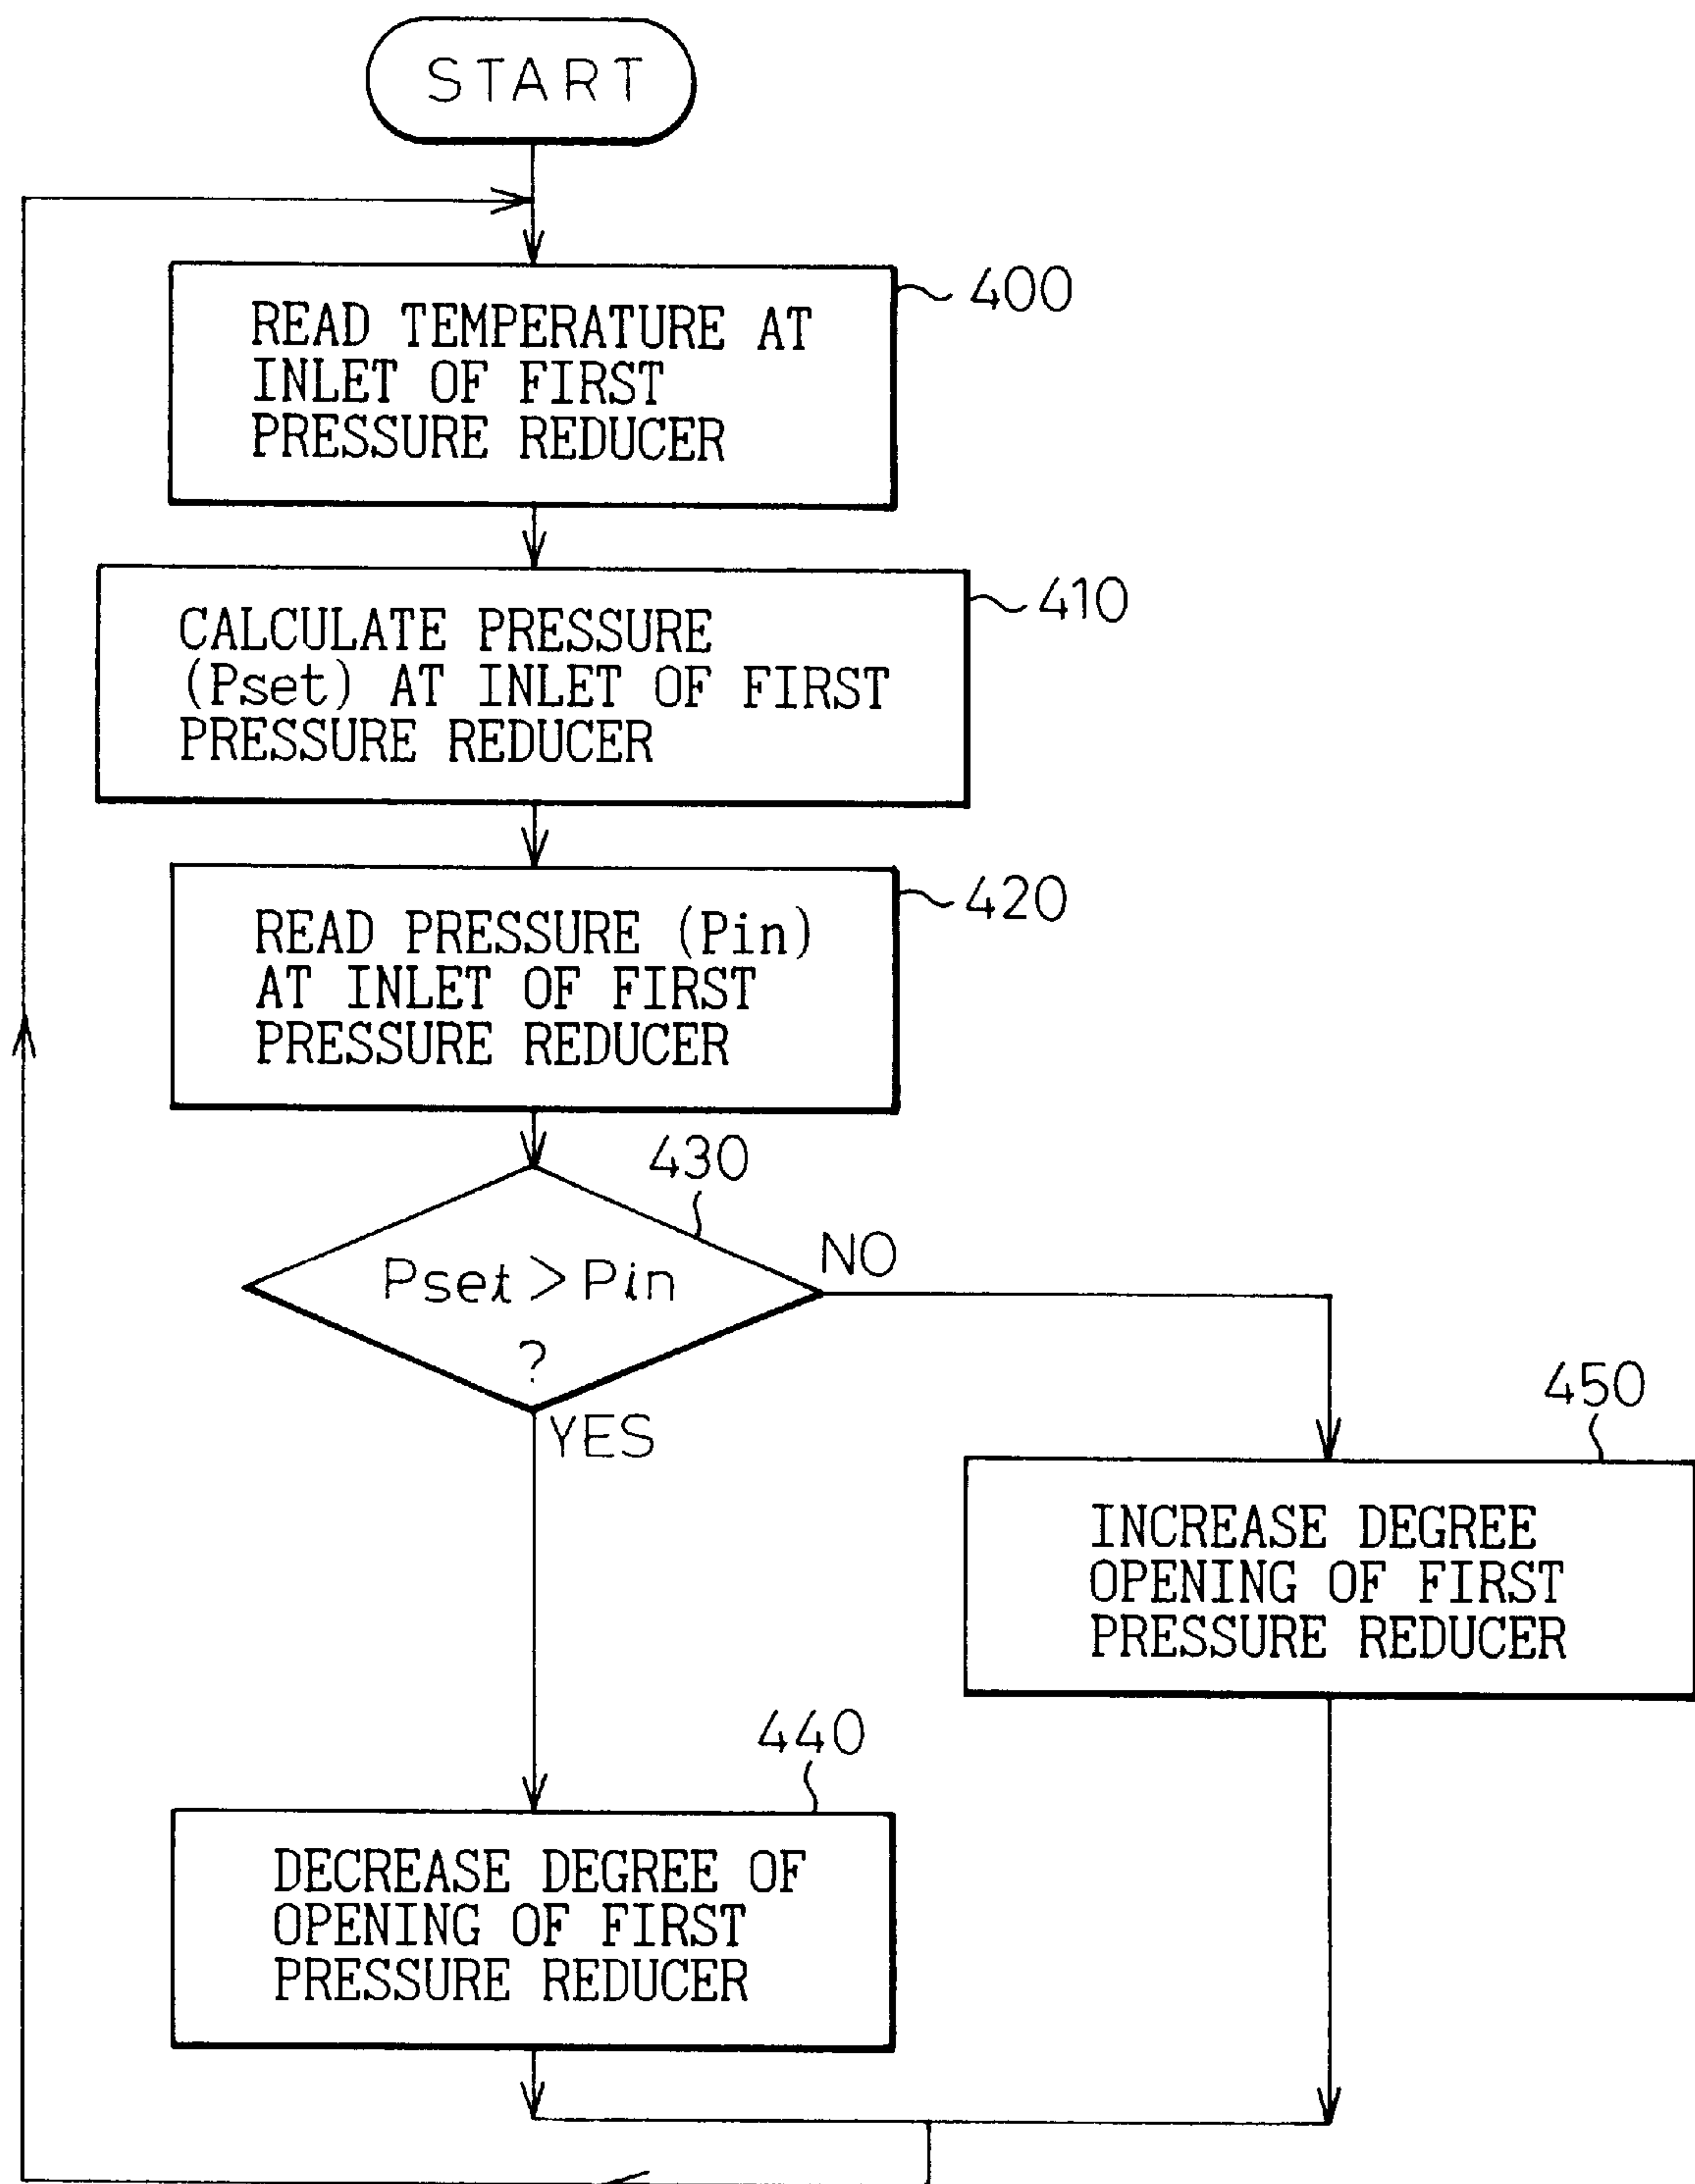 START
400
READ TEMPERATURE AT
INLET OF FIRST
PRESSURE REDUCER
410
CALCULATE PRESSURE
(Pset) AT INLET OF FIRST
PRESSURE REDUCER
420
READ PRESSURE (Pin)
AT INLET OF FIRST
PRESSURE REDUCER
430
Pset > Pin
?
NO
YES
450
INCREASE DEGREE
OPENING OF FIRST
PRESSURE REDUCER
440
DECREASE DEGREE OF
OPENING OF FIRST
PRESSURE REDUCER